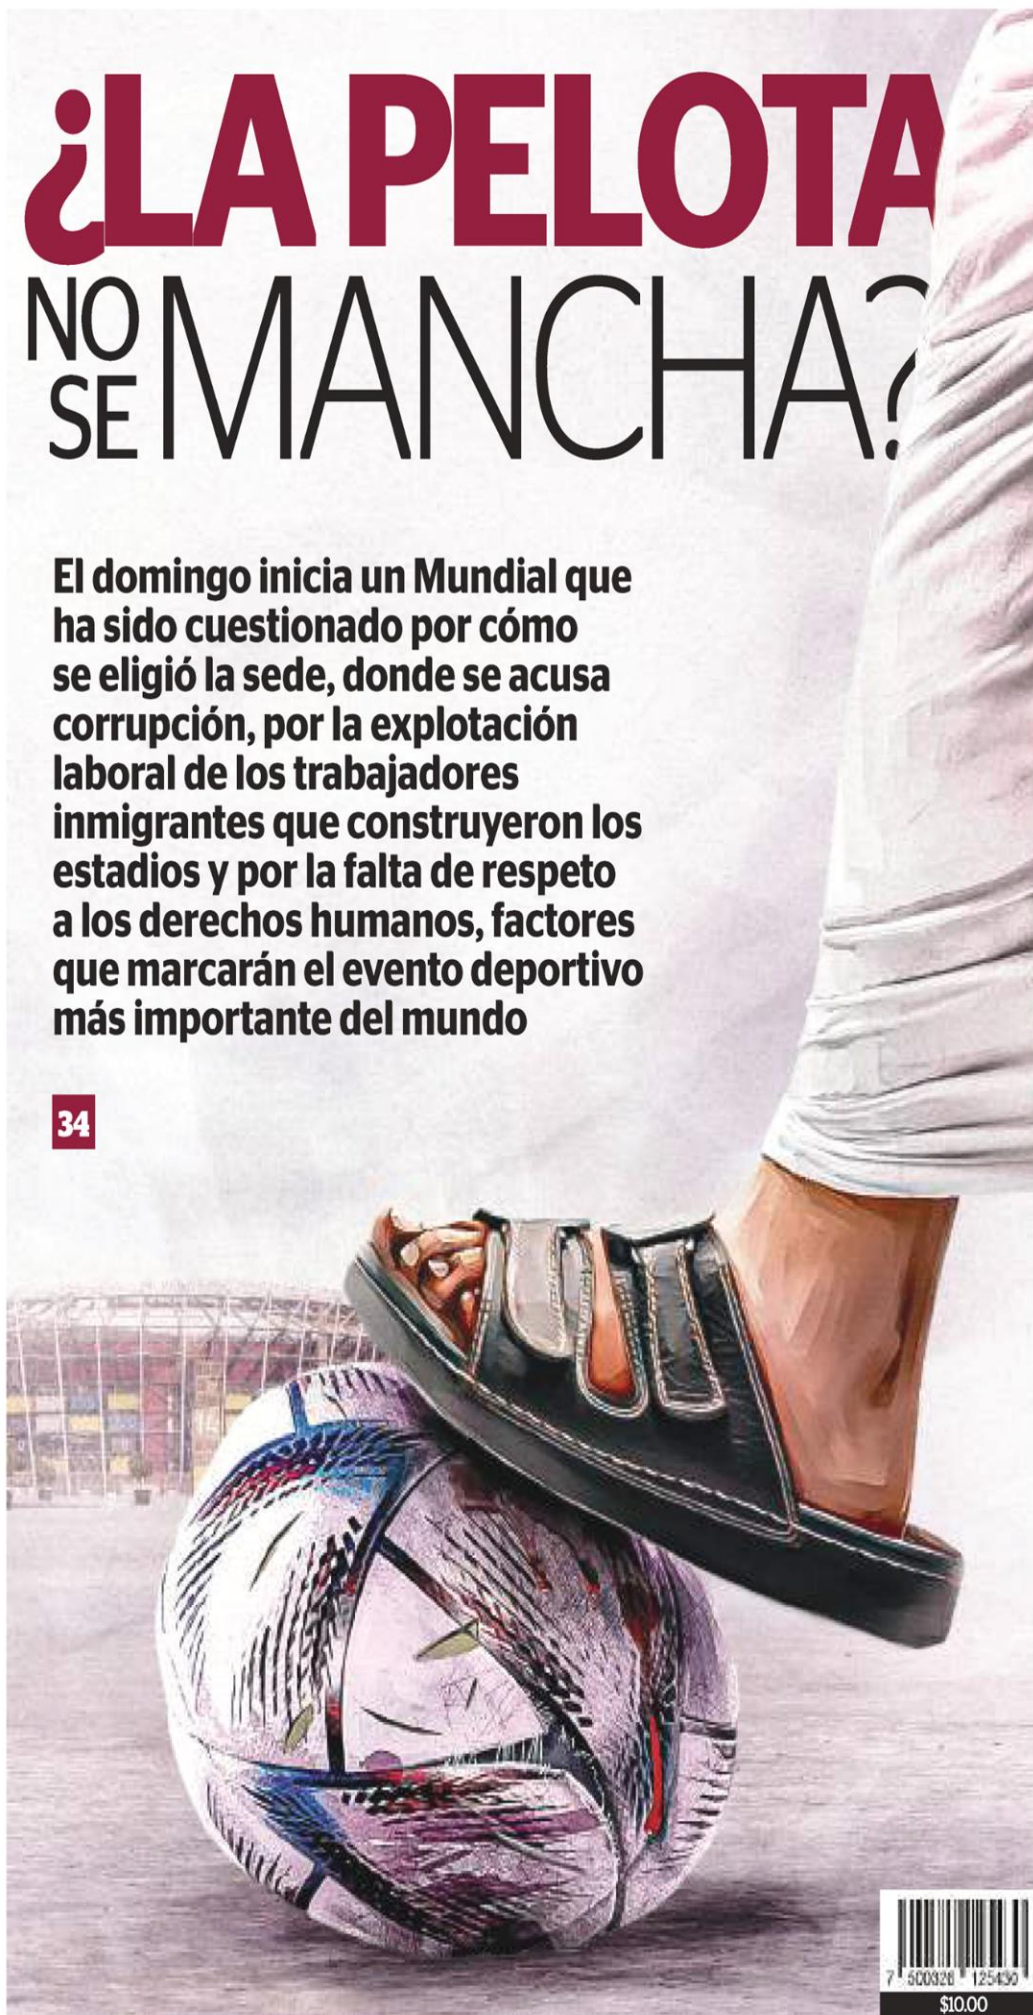 ¿LA PELOTA
NO SE MANCHA?
El domingo inicia un Mundial que
ha sido cuestionado por cómo
se eligió la sede, donde se acusa
corrupción, por la explotación
laboral de los trabajadores
inmigrantes que construyeron los
estadios y por la falta de respeto
a los derechos humanos, factores
que marcarán el evento deportivo
más importante del mundo
34
7 500326 125430
$10.00